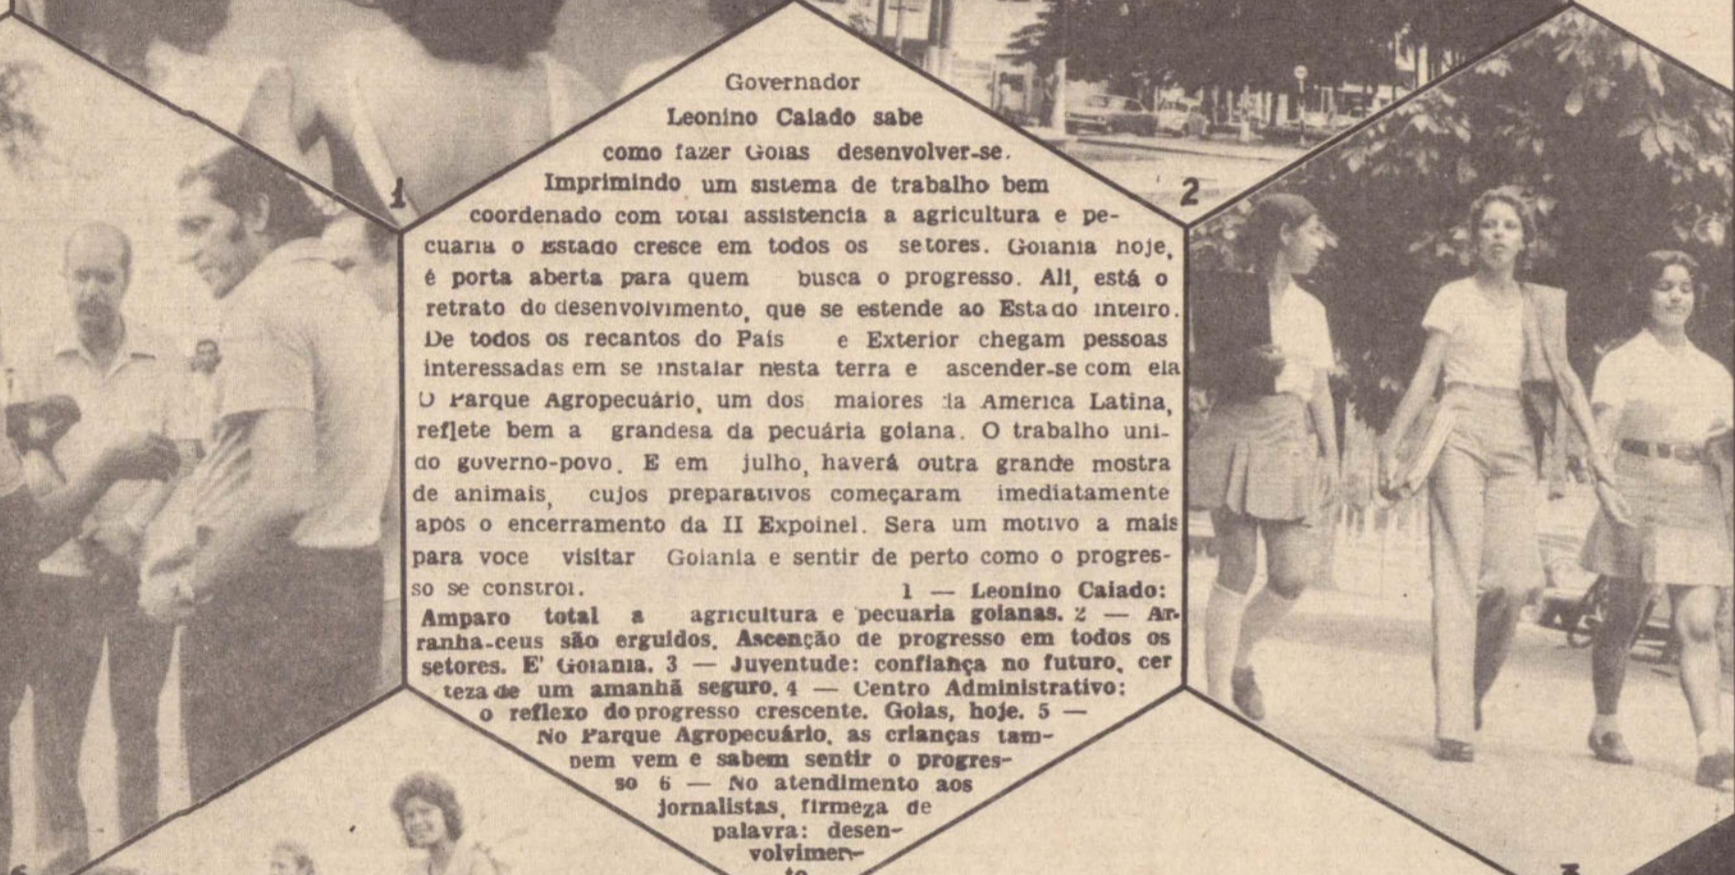 Governador
Leonino Caiado sabe
como fazer Goias desenvolver-se.
Imprimindo um sistema de trabalho bem
coordenado com total assistencia a agricultura e pe-
cuaria o Estado cresce em todos os setores. Goiania hoje,
é porta aberta para quem busca o progresso. Ali, está o
retrato do desenvolvimento, que se estende ao Estado inteiro.
De todos os recantos do País e Exterior chegam pessoas
interessadas em se instalar nesta terra e ascender-se com ela
O Parque Agropecuário, um dos maiores da America Latina,
reflete bem a grandesa da pecuária goiana. O trabalho uni-
do governo-povo. E em julho, haverá outra grande mostra
de animais, cujos preparativos começaram imediatamente
após o encerramento da II Expoinel. Sera um motivo a mais
para voce visitar Goiania e sentir de perto como o progres-
so se constroi. 1 — Leonino Caiado:
Amparo total a agricultura e pecuaria goianas. 2 — Ar-
ranha-ceus são erguidos. Ascenção de progresso em todos os
setores. E' Goiania. 3 — Juventude: confiança no futuro, cer
teza de um amanhã seguro. 4 — Centro Administrativo:
o reflexo do progresso crescente. Goias, hoje. 5 —
No Parque Agropecuário, as crianças tam-
bem vem e sabem sentir o progres-
so 6 — No atendimento aos
jornalistas, firmeza de
palavra: desen-
volvimen-
to
1
2
3
6